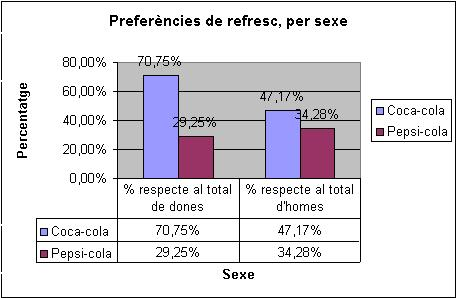 Preferències de refresc, per sexe
Percentatge
80,00%
60,00%
40,00%
20,00%
0,00%
70,75%
29,25%
47,17%
34,28%
Coca-cola
Pepsi-cola
% respecte al total de dones
% respecte al total d'homes
Coca-cola 70,75% 47,17%
Pepsi-cola 29,25% 34,28%
Sexe